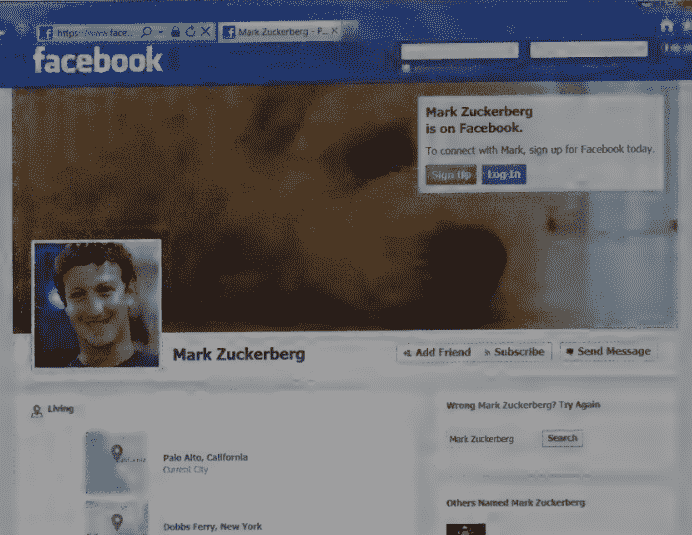 https://www.face...
Mark Zuckerberg - F...
facebook
Mark Zuckerberg
is on Facebook.
To connect with Mark, sign up for Facebook today.
Sign Up
Log In
Mark Zuckerberg
Add Friend
Subscribe
Send Message
Living
Palo Alto, California
Current City
Dobbs Ferry, New York
Wrong Mark Zuckerberg? Try Again
Mark Zuckerberg
Search
Others Named Mark Zuckerberg